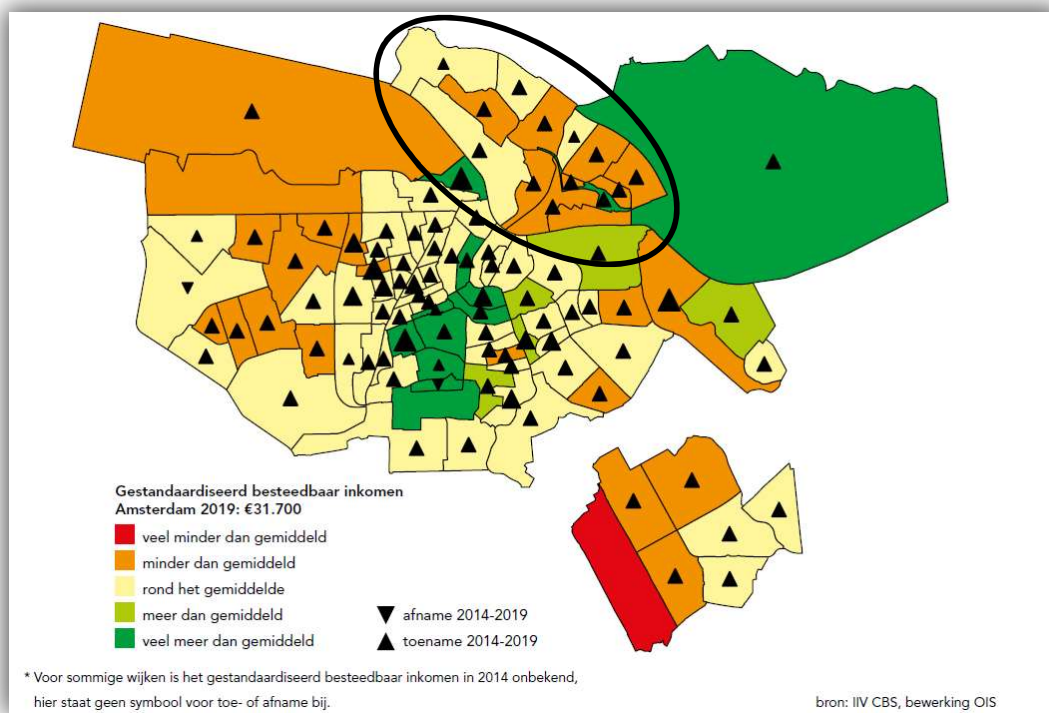 Gestandaardiseerd besteedbaar inkomen
Amsterdam 2019: €31.700
veel minder dan gemiddeld
minder dan gemiddeld
rond het gemiddelde
meer dan gemiddeld
veel meer dan gemiddeld
afname 2014-2019
toename 2014-2019
* Voor sommige wijken is het gestandaardiseerd besteedbaar inkomen in 2014 onbekend,
hier staat geen symbool voor toe- of afname bij.
bron: IIV CBS, bewerking OIS